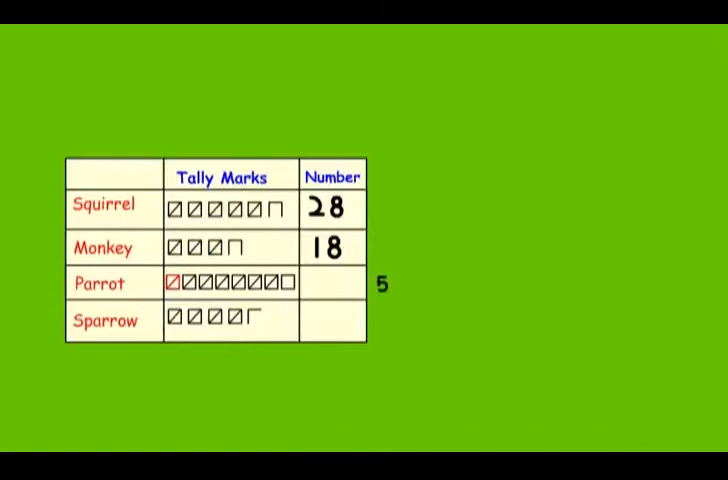 Tally Marks Number
Squirrel 28
Monkey 18
Parrot 5
Sparrow